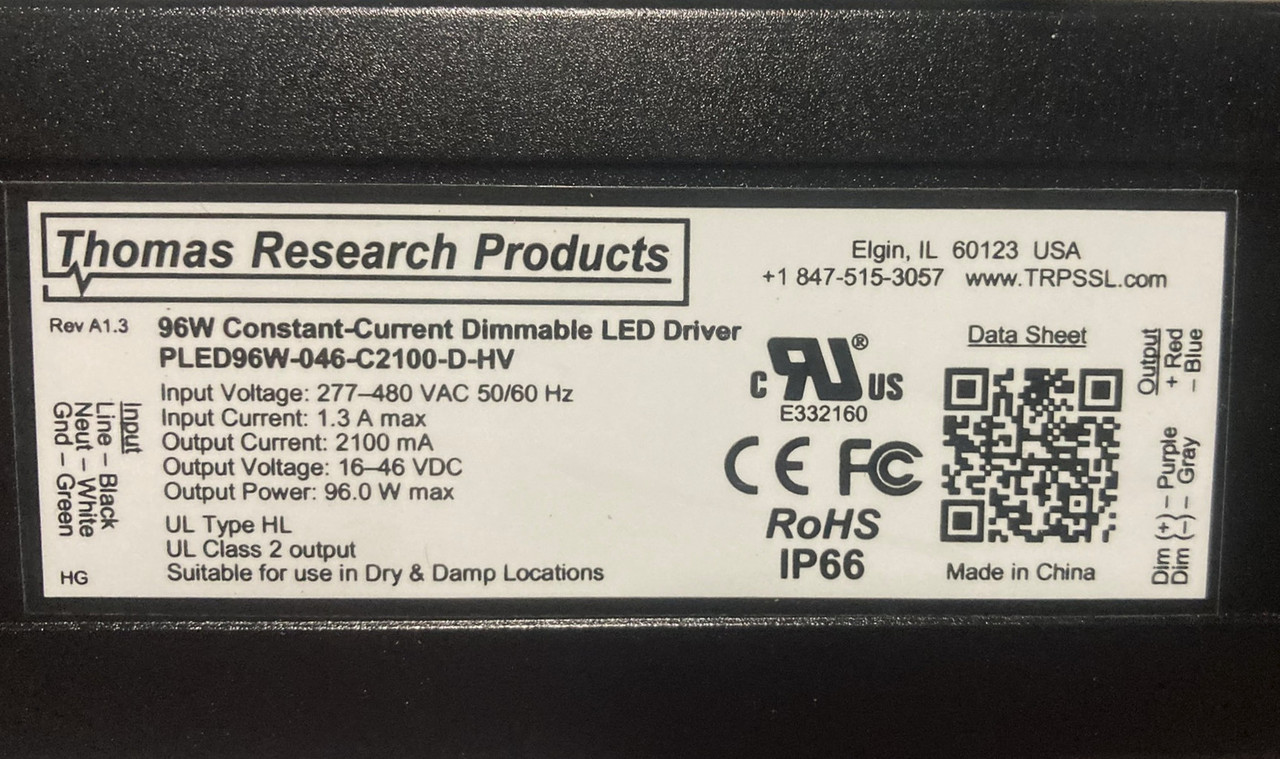 Thomas Research Products
Elgin, IL 60123 USA
+1 847-515-3057 www.TRPSSL.com
Rev A1.3
96W Constant-Current Dimmable LED Driver
PLED96W-046-C2100-D-HV
Input Voltage: 277–480 VAC 50/60 Hz
Input Current: 1.3 A max
Output Current: 2100 mA
Output Voltage: 16–46 VDC
Output Power: 96.0 W max
UL Type HL
UL Class 2 output
Suitable for use in Dry & Damp Locations
Input
Line – Black
Neut – White
Gnd – Green
HG
c RU ® US
E332160
CE FC
RoHS
IP66
Data Sheet
Made in China
Output
+ Red
– Blue
Dim (+) – Purple
Dim (–) – Gray